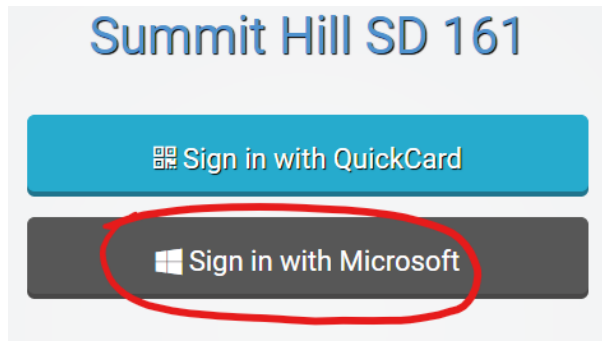 Summit Hill SD 161
Sign in with QuickCard
Sign in with Microsoft